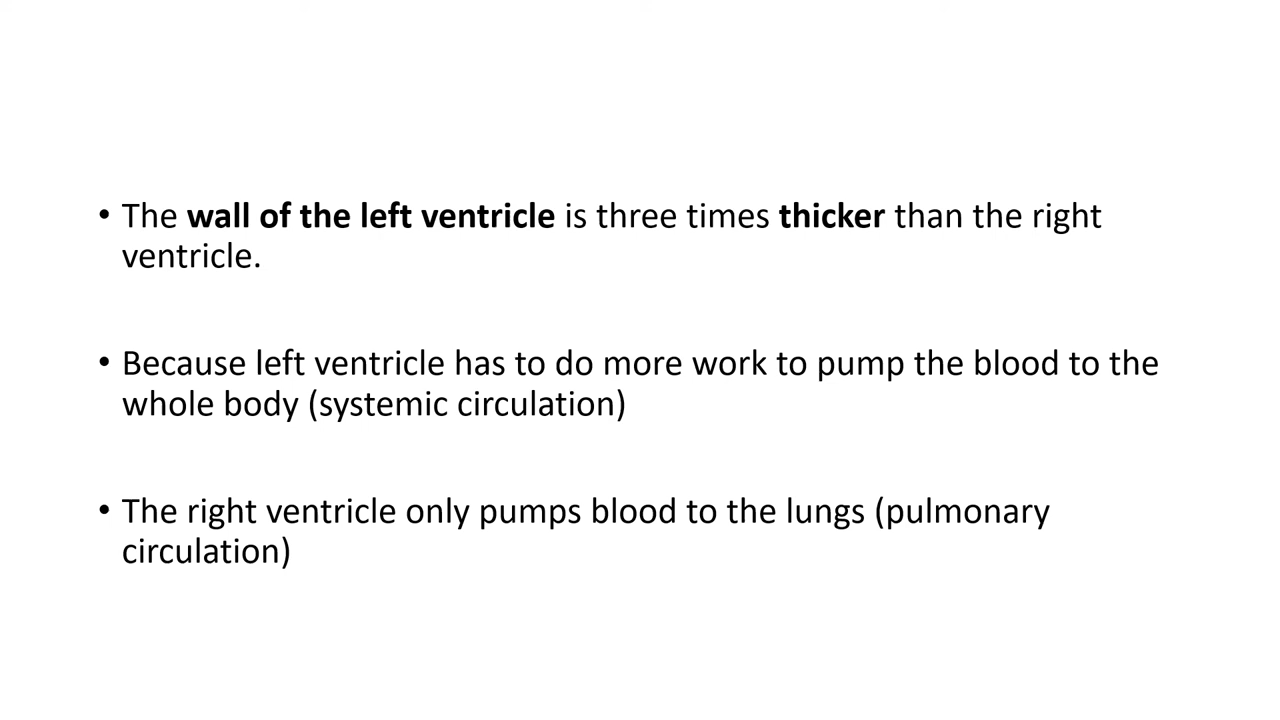 • The wall of the left ventricle is three times thicker than the right
ventricle.
• Because left ventricle has to do more work to pump the blood to the
whole body (systemic circulation)
• The right ventricle only pumps blood to the lungs (pulmonary
circulation)